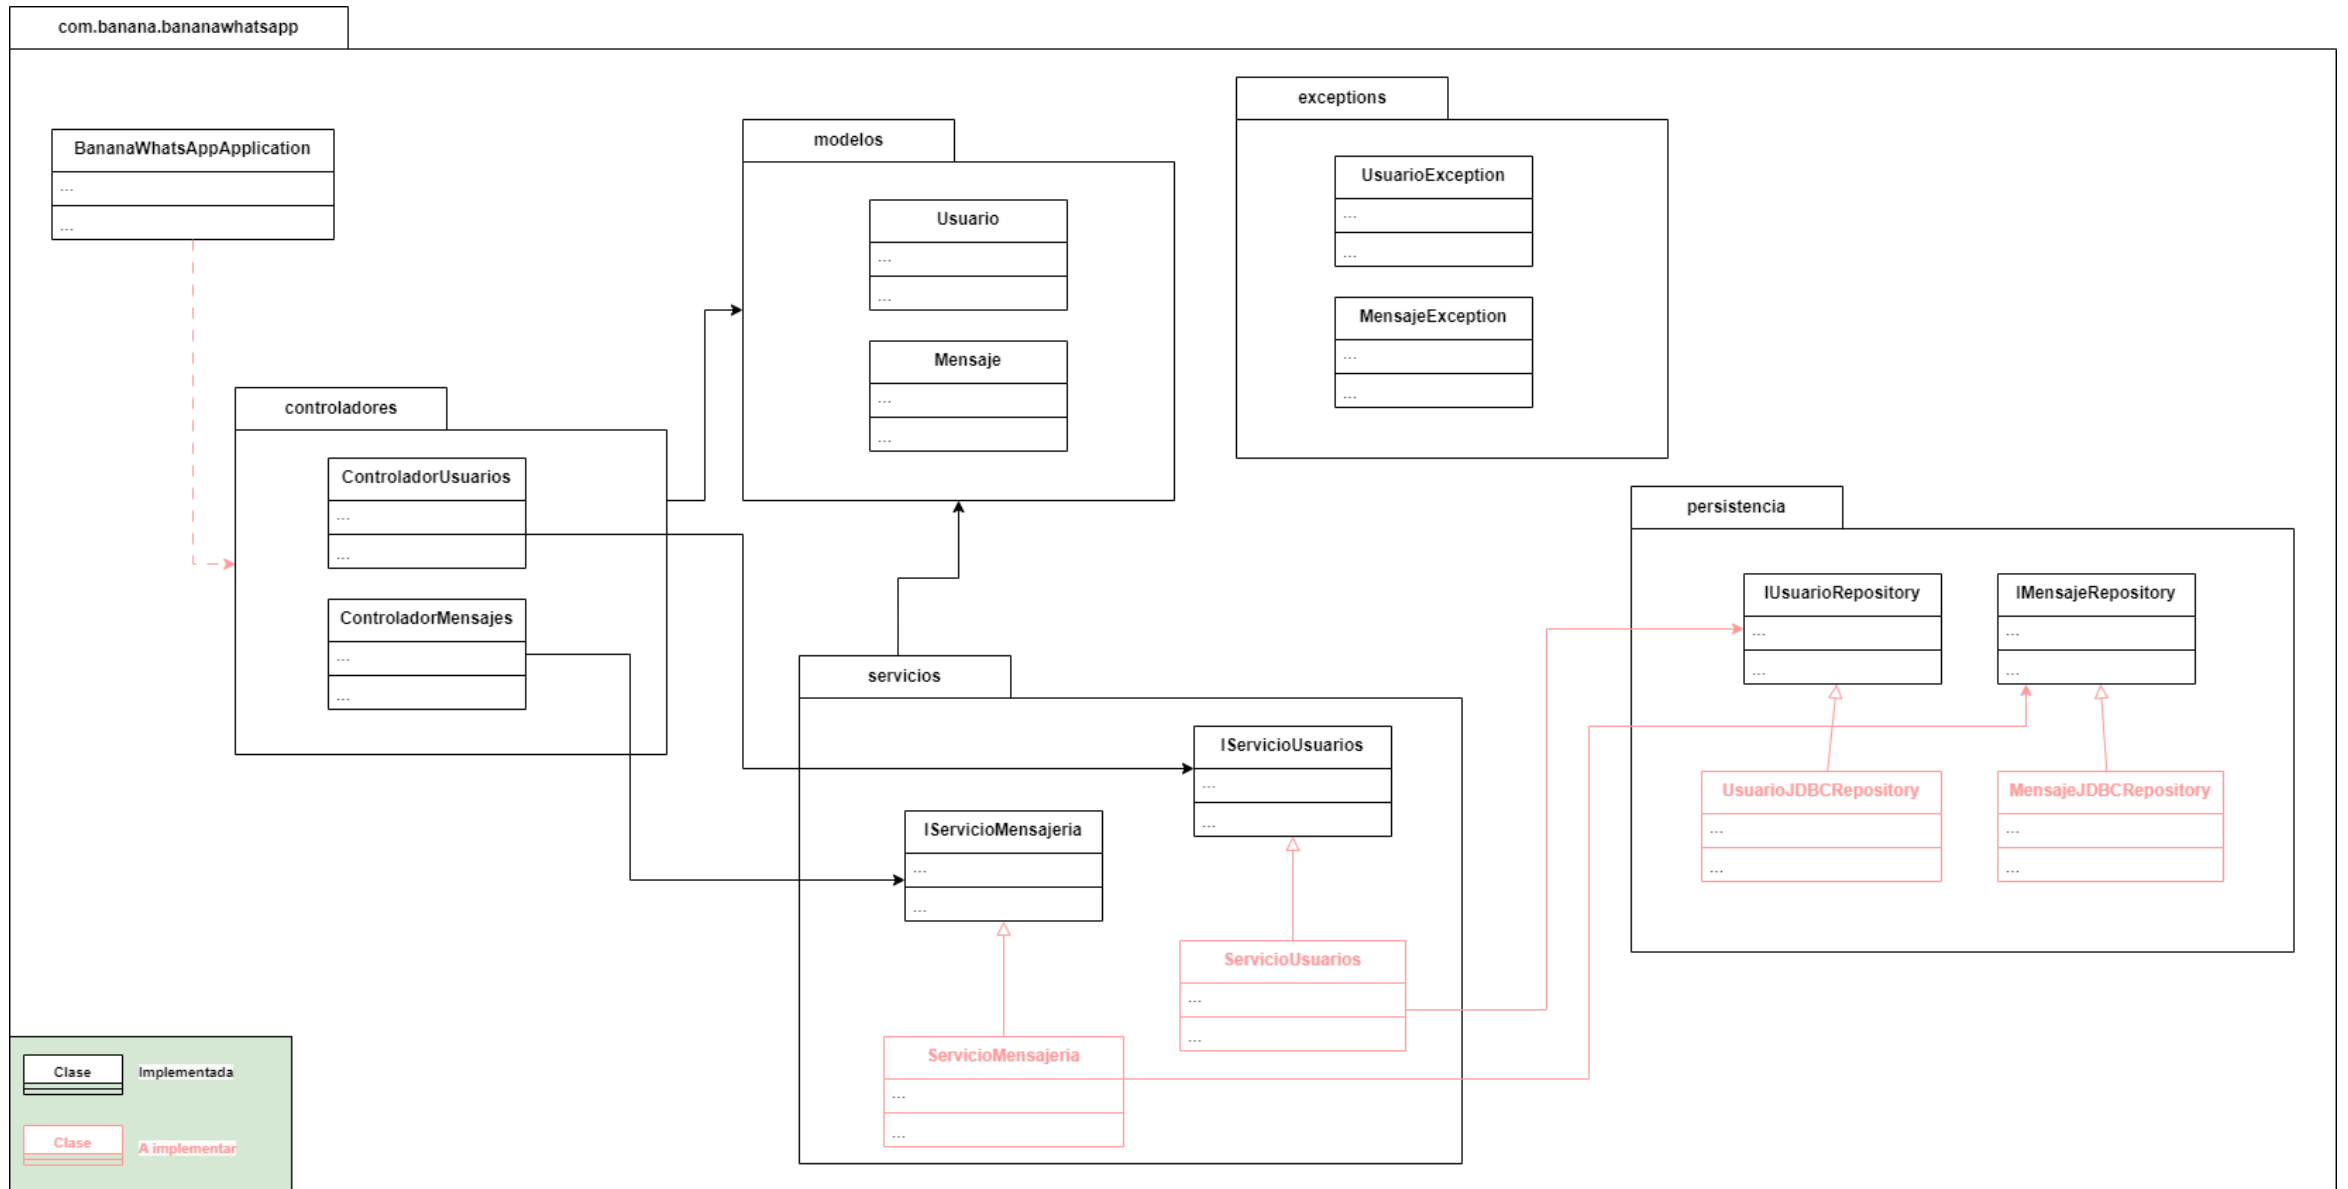 com.banana.bananawhatsapp
BananaWhatsAppApplication
...
...
modelos
Usuario
...
...
Mensaje
...
...
exceptions
UsuarioException
...
...
MensajeException
...
...
controladores
ControladorUsuarios
...
...
ControladorMensajes
...
...
servicios
IServicioUsuarios
...
...
IServicioMensajeria
...
...
ServicioUsuarios
...
...
ServicioMensajeria
...
...
persistencia
IUsuarioRepository
...
...
IMensajeRepository
...
...
UsuarioJDBCRepository
...
...
MensajeJDBCRepository
...
...
Clase
Implementada
Clase
A implementar